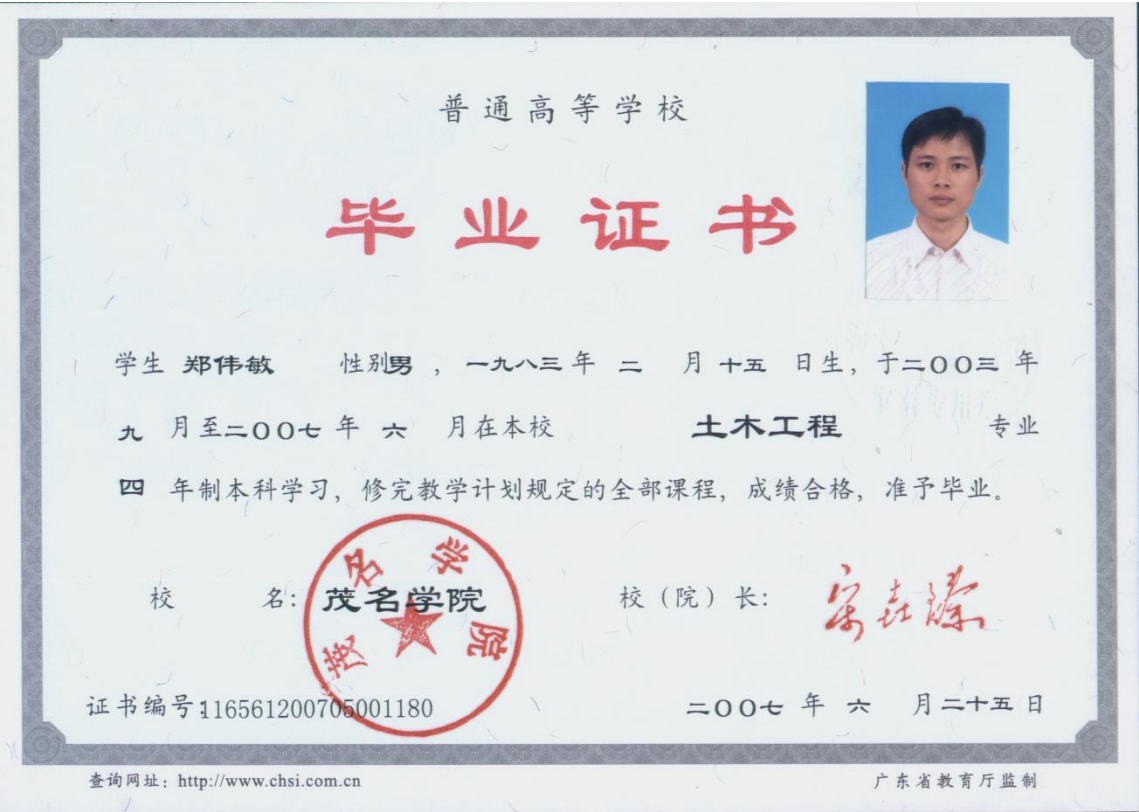 普通高等学校
毕业证书
学生 郑伟敏 性别男，一九八三年 二 月 十五 日生，于二OO三 年
九 月至二OO七 年 六 月在本校 土木工程 专业
四 年制本科学习，修完教学计划规定的全部课程，成绩合格，准予毕业。
校 名：茂名学院 校（院）长：
茂名学院
证书编号:116561200705001180 二OO七 年 六 月二十五日
查询网址：http://www.chsi.com.cn 广东省教育厅监制